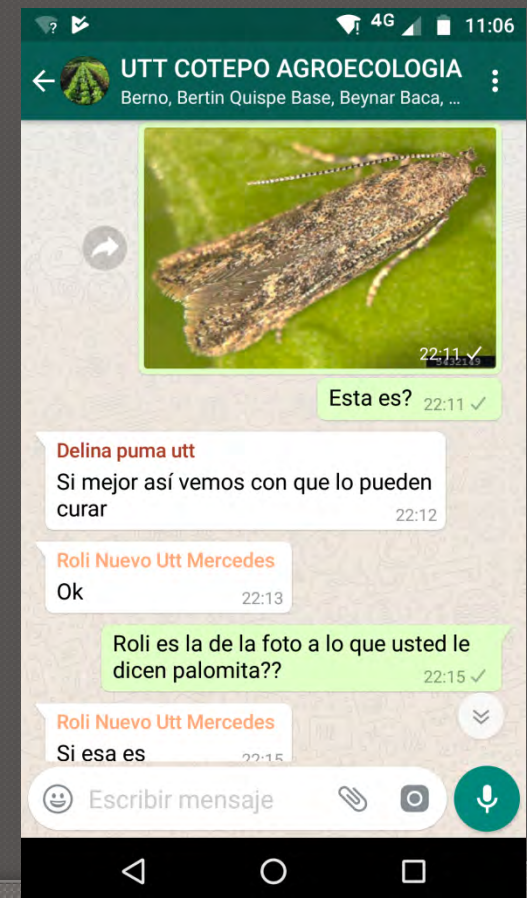 4G 11:06
UTT COTEPO AGROECOLOGIA
Berno, Bertin Quispe Base, Beynar Baca, ...
22:11
5432149
Esta es? 22:11
Delina puma utt
Si mejor así vemos con que lo pueden
curar
22:12
Roli Nuevo Utt Mercedes
Ok 22:13
Roli es la de la foto a lo que usted le
dicen palomita??
22:15
Roli Nuevo Utt Mercedes
Si esa es 22:15
Escribir mensaje